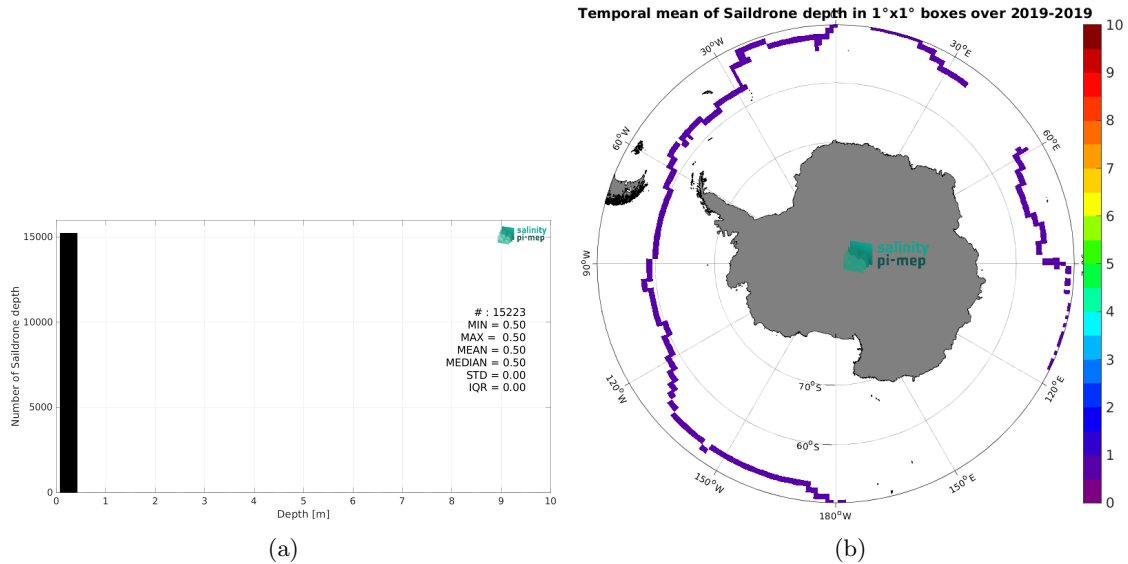 15000
10000
5000
0
0 1 2 3 4 5 6 7 8 9 10
Number of Saildrone depth
Depth [m]
salinity
pi-mep
# : 15223
MIN = 0.50
MAX = 0.50
MEAN = 0.50
MEDIAN = 0.50
STD = 0.00
IQR = 0.00
(a)
Temporal mean of Saildrone depth in 1°x1° boxes over 2019-2019
30°W
30°E
60°W
60°E
90°W
120°W
120°E
150°W
150°E
180°W
70°S
60°S
salinity
pi-mep
10
9
8
7
6
5
4
3
2
1
0
(b)